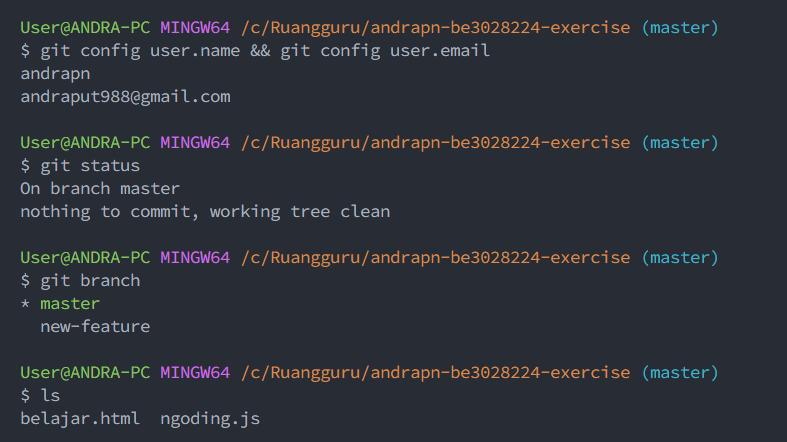 User@ANDRA-PC MINGW64 /c/Ruangguru/andrapn-be3028224-exercise (master)
$ git config user.name && git config user.email
andrapn
andraput988@gmail.com

User@ANDRA-PC MINGW64 /c/Ruangguru/andrapn-be3028224-exercise (master)
$ git status
On branch master
nothing to commit, working tree clean

User@ANDRA-PC MINGW64 /c/Ruangguru/andrapn-be3028224-exercise (master)
$ git branch
* master
  new-feature

User@ANDRA-PC MINGW64 /c/Ruangguru/andrapn-be3028224-exercise (master)
$ ls
belajar.html  ngoding.js